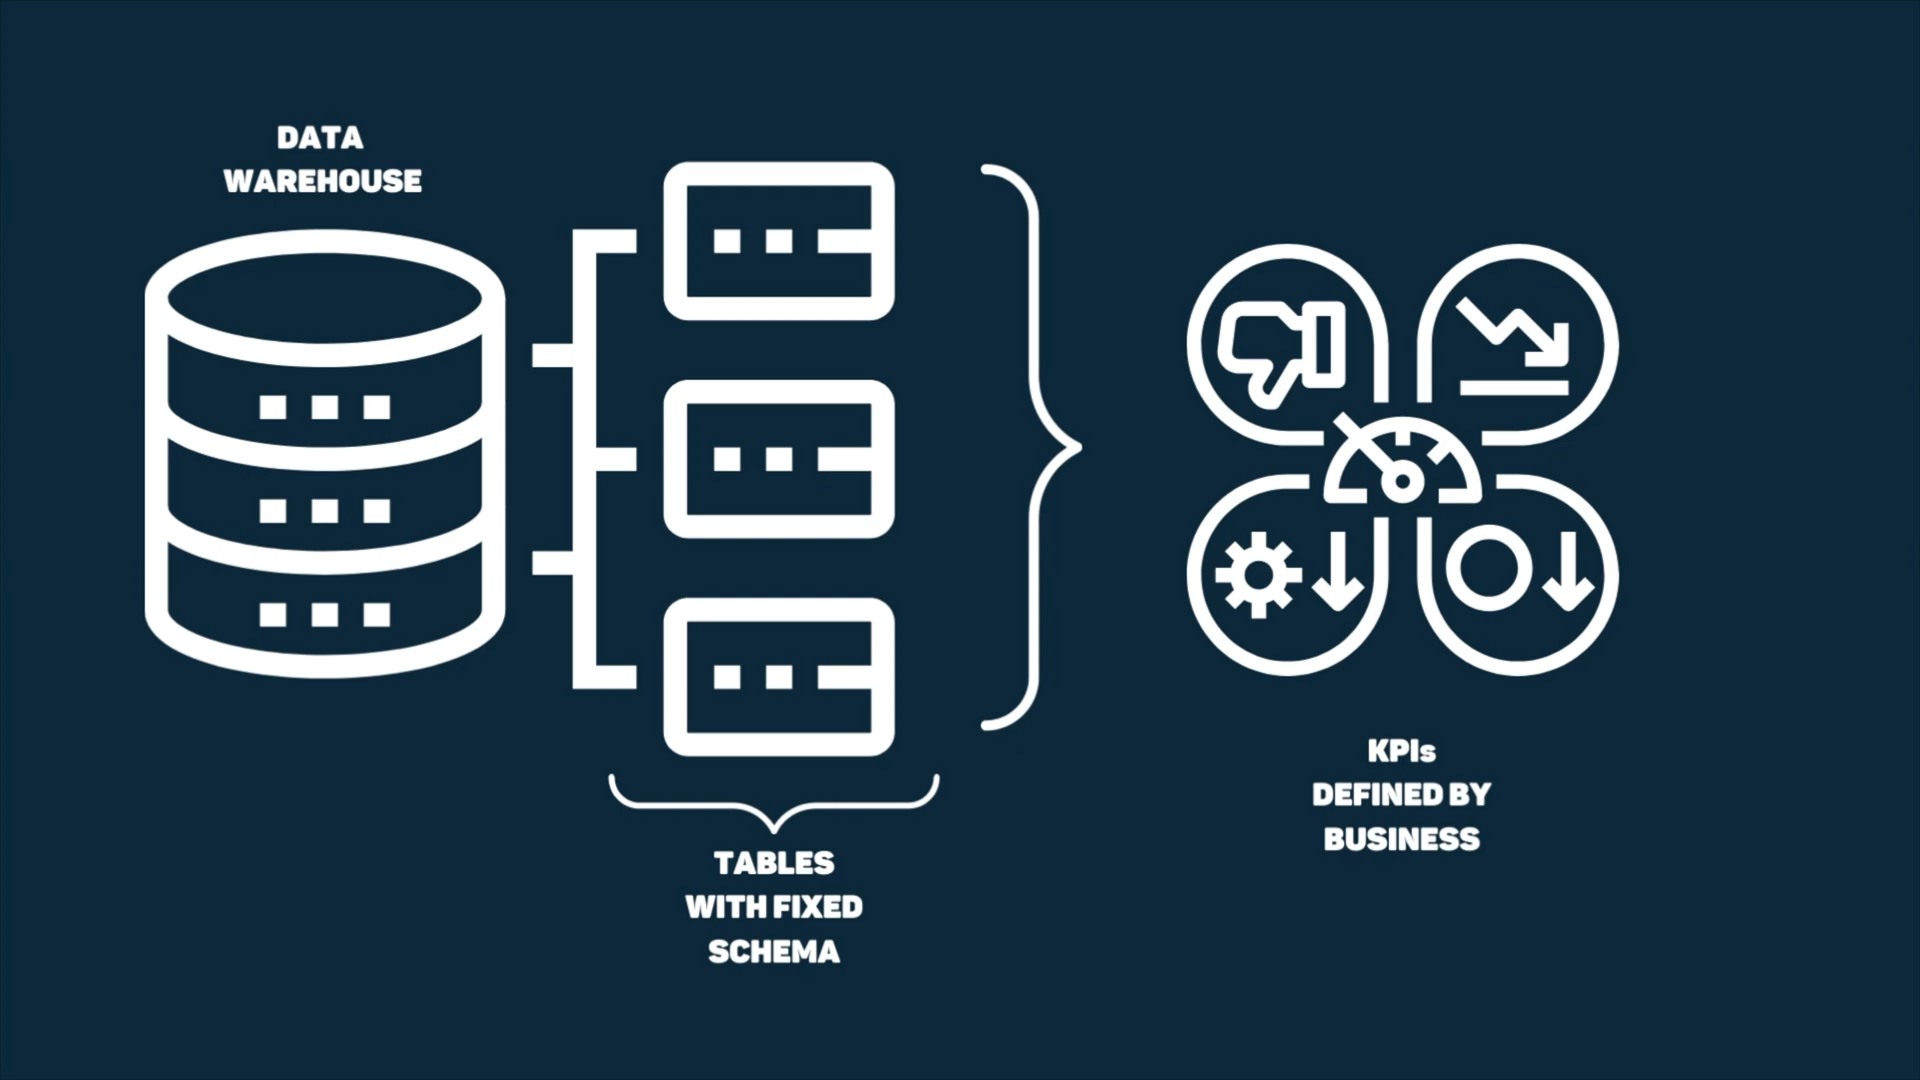 DATA
WAREHOUSE
TABLES
WITH FIXED
SCHEMA
KPIs
DEFINED BY
BUSINESS